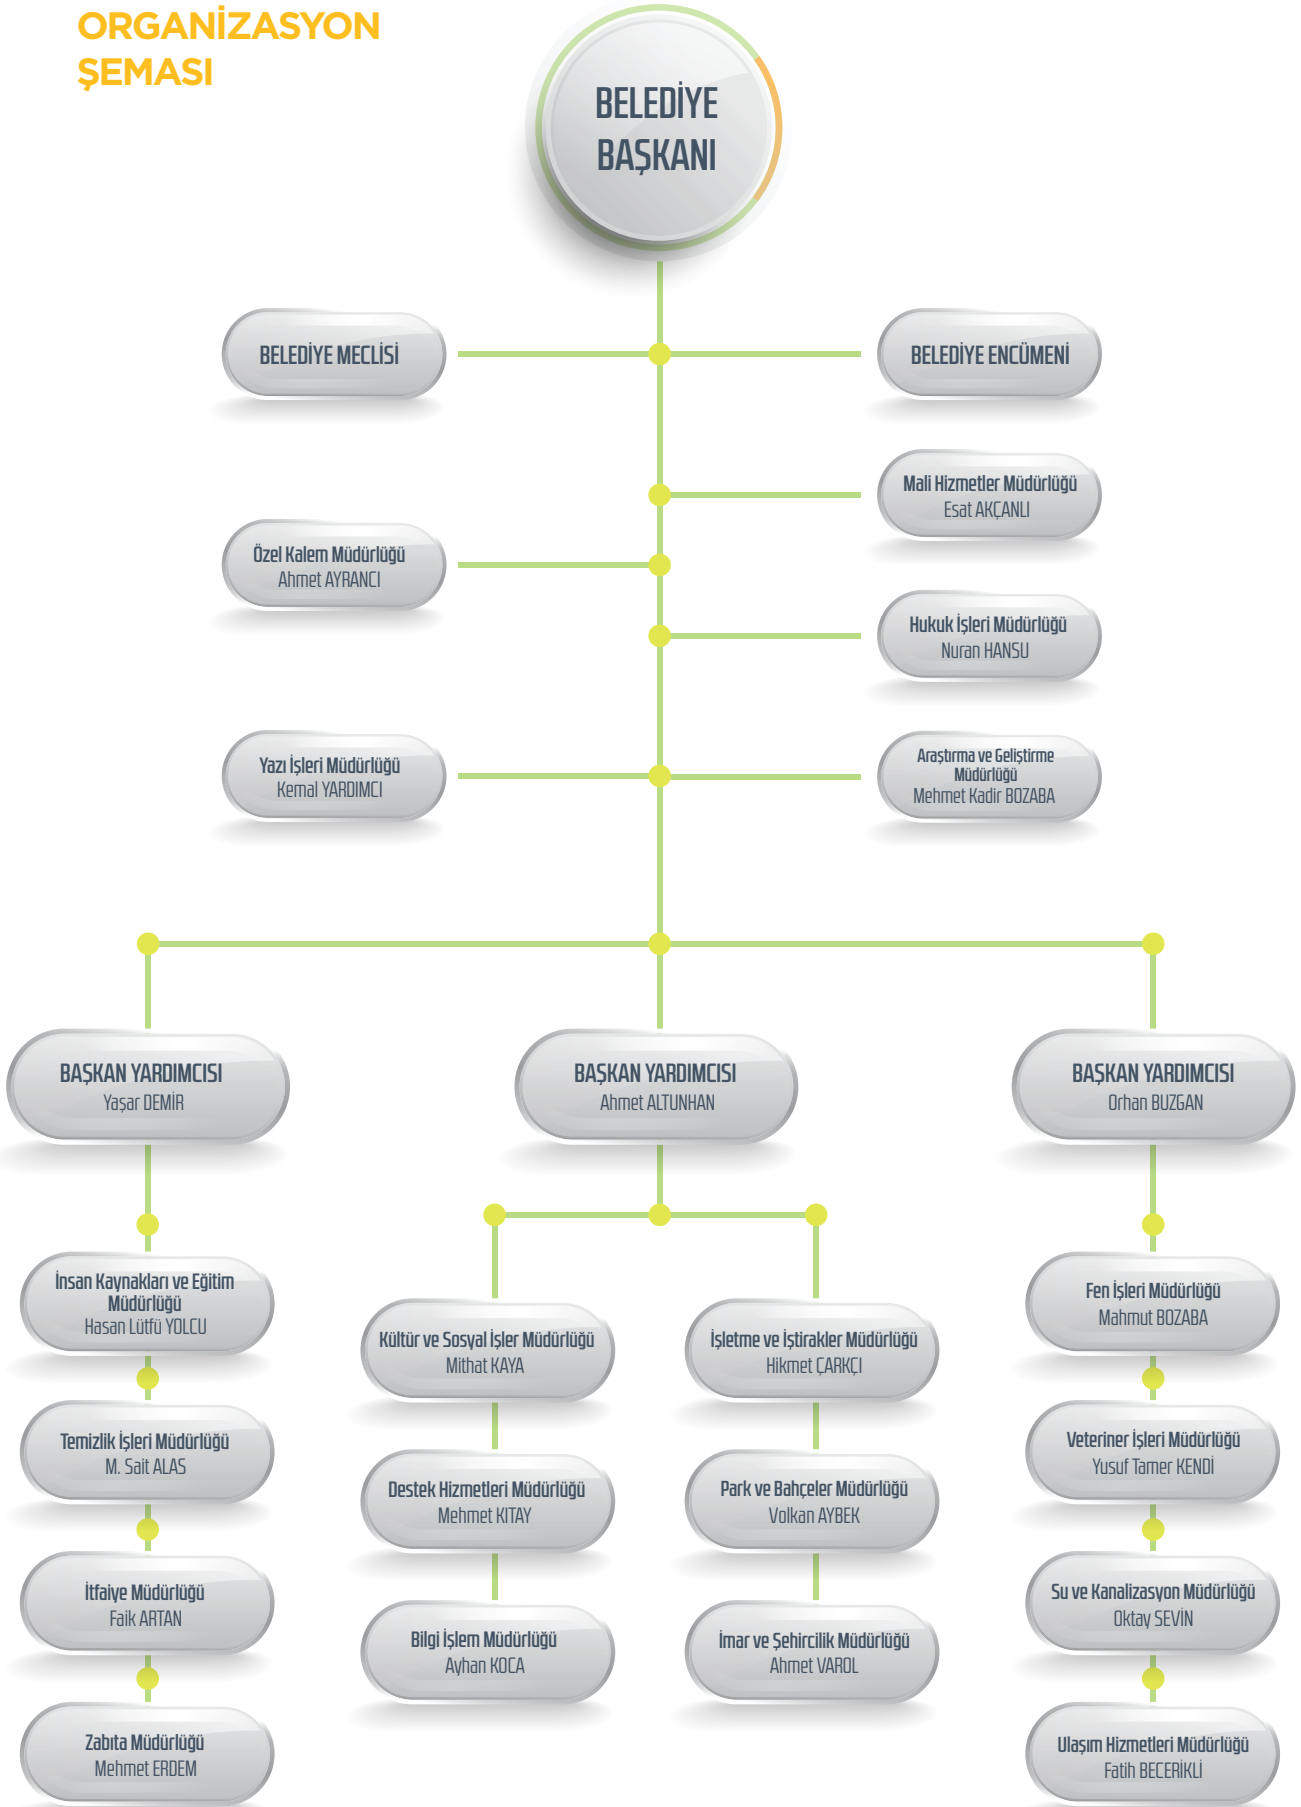 ORGANİZASYON
ŞEMASI
BELEDİYE
BAŞKANI
BELEDİYE MECLİSİ
BELEDİYE ENCÜMENİ
Mali Hizmetler Müdürlüğü
Esat AKÇANLI
Özel Kalem Müdürlüğü
Ahmet AYRANCI
Hukuk İşleri Müdürlüğü
Nuran HANSU
Yazı İşleri Müdürlüğü
Kemal YARDIMCI
Araştırma ve Geliştirme
Müdürlüğü
Mehmet Kadir BOZABA
BAŞKAN YARDIMCISI
Yaşar DEMİR
BAŞKAN YARDIMCISI
Ahmet ALTUNHAN
BAŞKAN YARDIMCISI
Orhan BUZGAN
İnsan Kaynakları ve Eğitim
Müdürlüğü
Hasan Lütfü YOLCU
Temizlik İşleri Müdürlüğü
M. Sait ALAS
İtfaiye Müdürlüğü
Faik ARTAN
Zabıta Müdürlüğü
Mehmet ERDEM
Kültür ve Sosyal İşler Müdürlüğü
Mithat KAYA
Destek Hizmetleri Müdürlüğü
Mehmet KITAY
Bilgi İşlem Müdürlüğü
Ayhan KOCA
İşletme ve İştirakler Müdürlüğü
Hikmet ÇARKÇI
Park ve Bahçeler Müdürlüğü
Volkan AYBEK
İmar ve Şehircilik Müdürlüğü
Ahmet VAROL
Fen İşleri Müdürlüğü
Mahmut BOZABA
Veteriner İşleri Müdürlüğü
Yusuf Tamer KENDİ
Su ve Kanalizasyon Müdürlüğü
Oktay SEVİN
Ulaşım Hizmetleri Müdürlüğü
Fatih BECERİKLİ